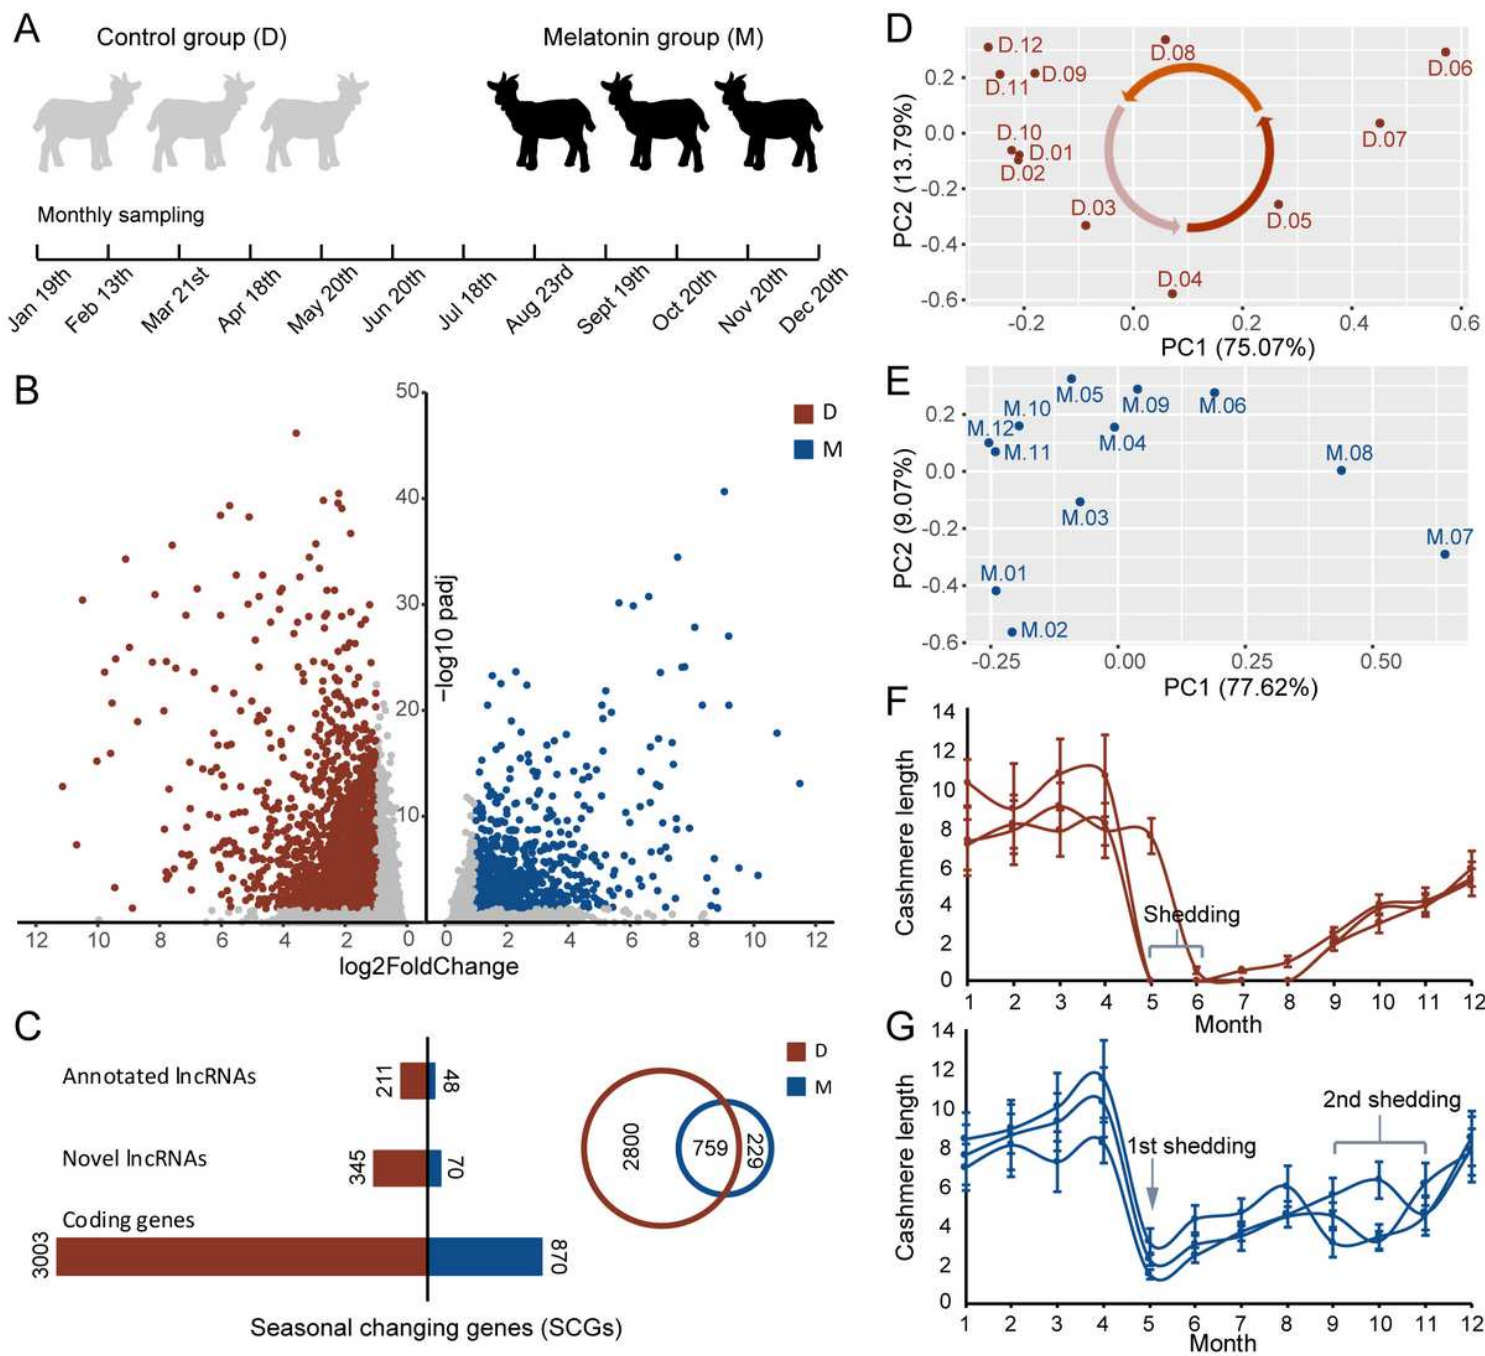 A
Control group (D)
Melatonin group (M)
Monthly sampling
Jan 19th
Feb 13th
Mar 21st
Apr 18th
May 20th
Jun 20th
Jul 18th
Aug 23rd
Sept 19th
Oct 20th
Nov 20th
Dec 20th
B
50
40
30
20
10
−log10 padj
D
M
12 10 8 6 4 2 0 0 2 4 6 8 10 12
log2FoldChange
C
Annotated lncRNAs
211
48
Novel lncRNAs
345
70
Coding genes
3003
870
Seasonal changing genes (SCGs)
D
M
2800
759
229
D
PC2 (13.79%)
0.2
0.0
-0.2
-0.4
-0.6
D.12
D.11
D.09
D.08
D.06
D.07
D.10
D.01
D.02
D.03
D.05
D.04
-0.2 0.0 0.2 0.4 0.6
PC1 (75.07%)
E
PC2 (9.07%)
0.2
0.0
-0.2
-0.4
-0.6
M.05
M.10
M.09
M.06
M.12
M.11
M.04
M.08
M.03
M.07
M.01
M.02
-0.25 0.00 0.25 0.50
PC1 (77.62%)
F
Cashmere length
14
12
10
8
6
4
2
0
Shedding
1 2 3 4 5 6 7 8 9 10 11 12
Month
G
Cashmere length
14
12
10
8
6
4
2
0
1st shedding
2nd shedding
1 2 3 4 5 6 7 8 9 10 11 12
Month